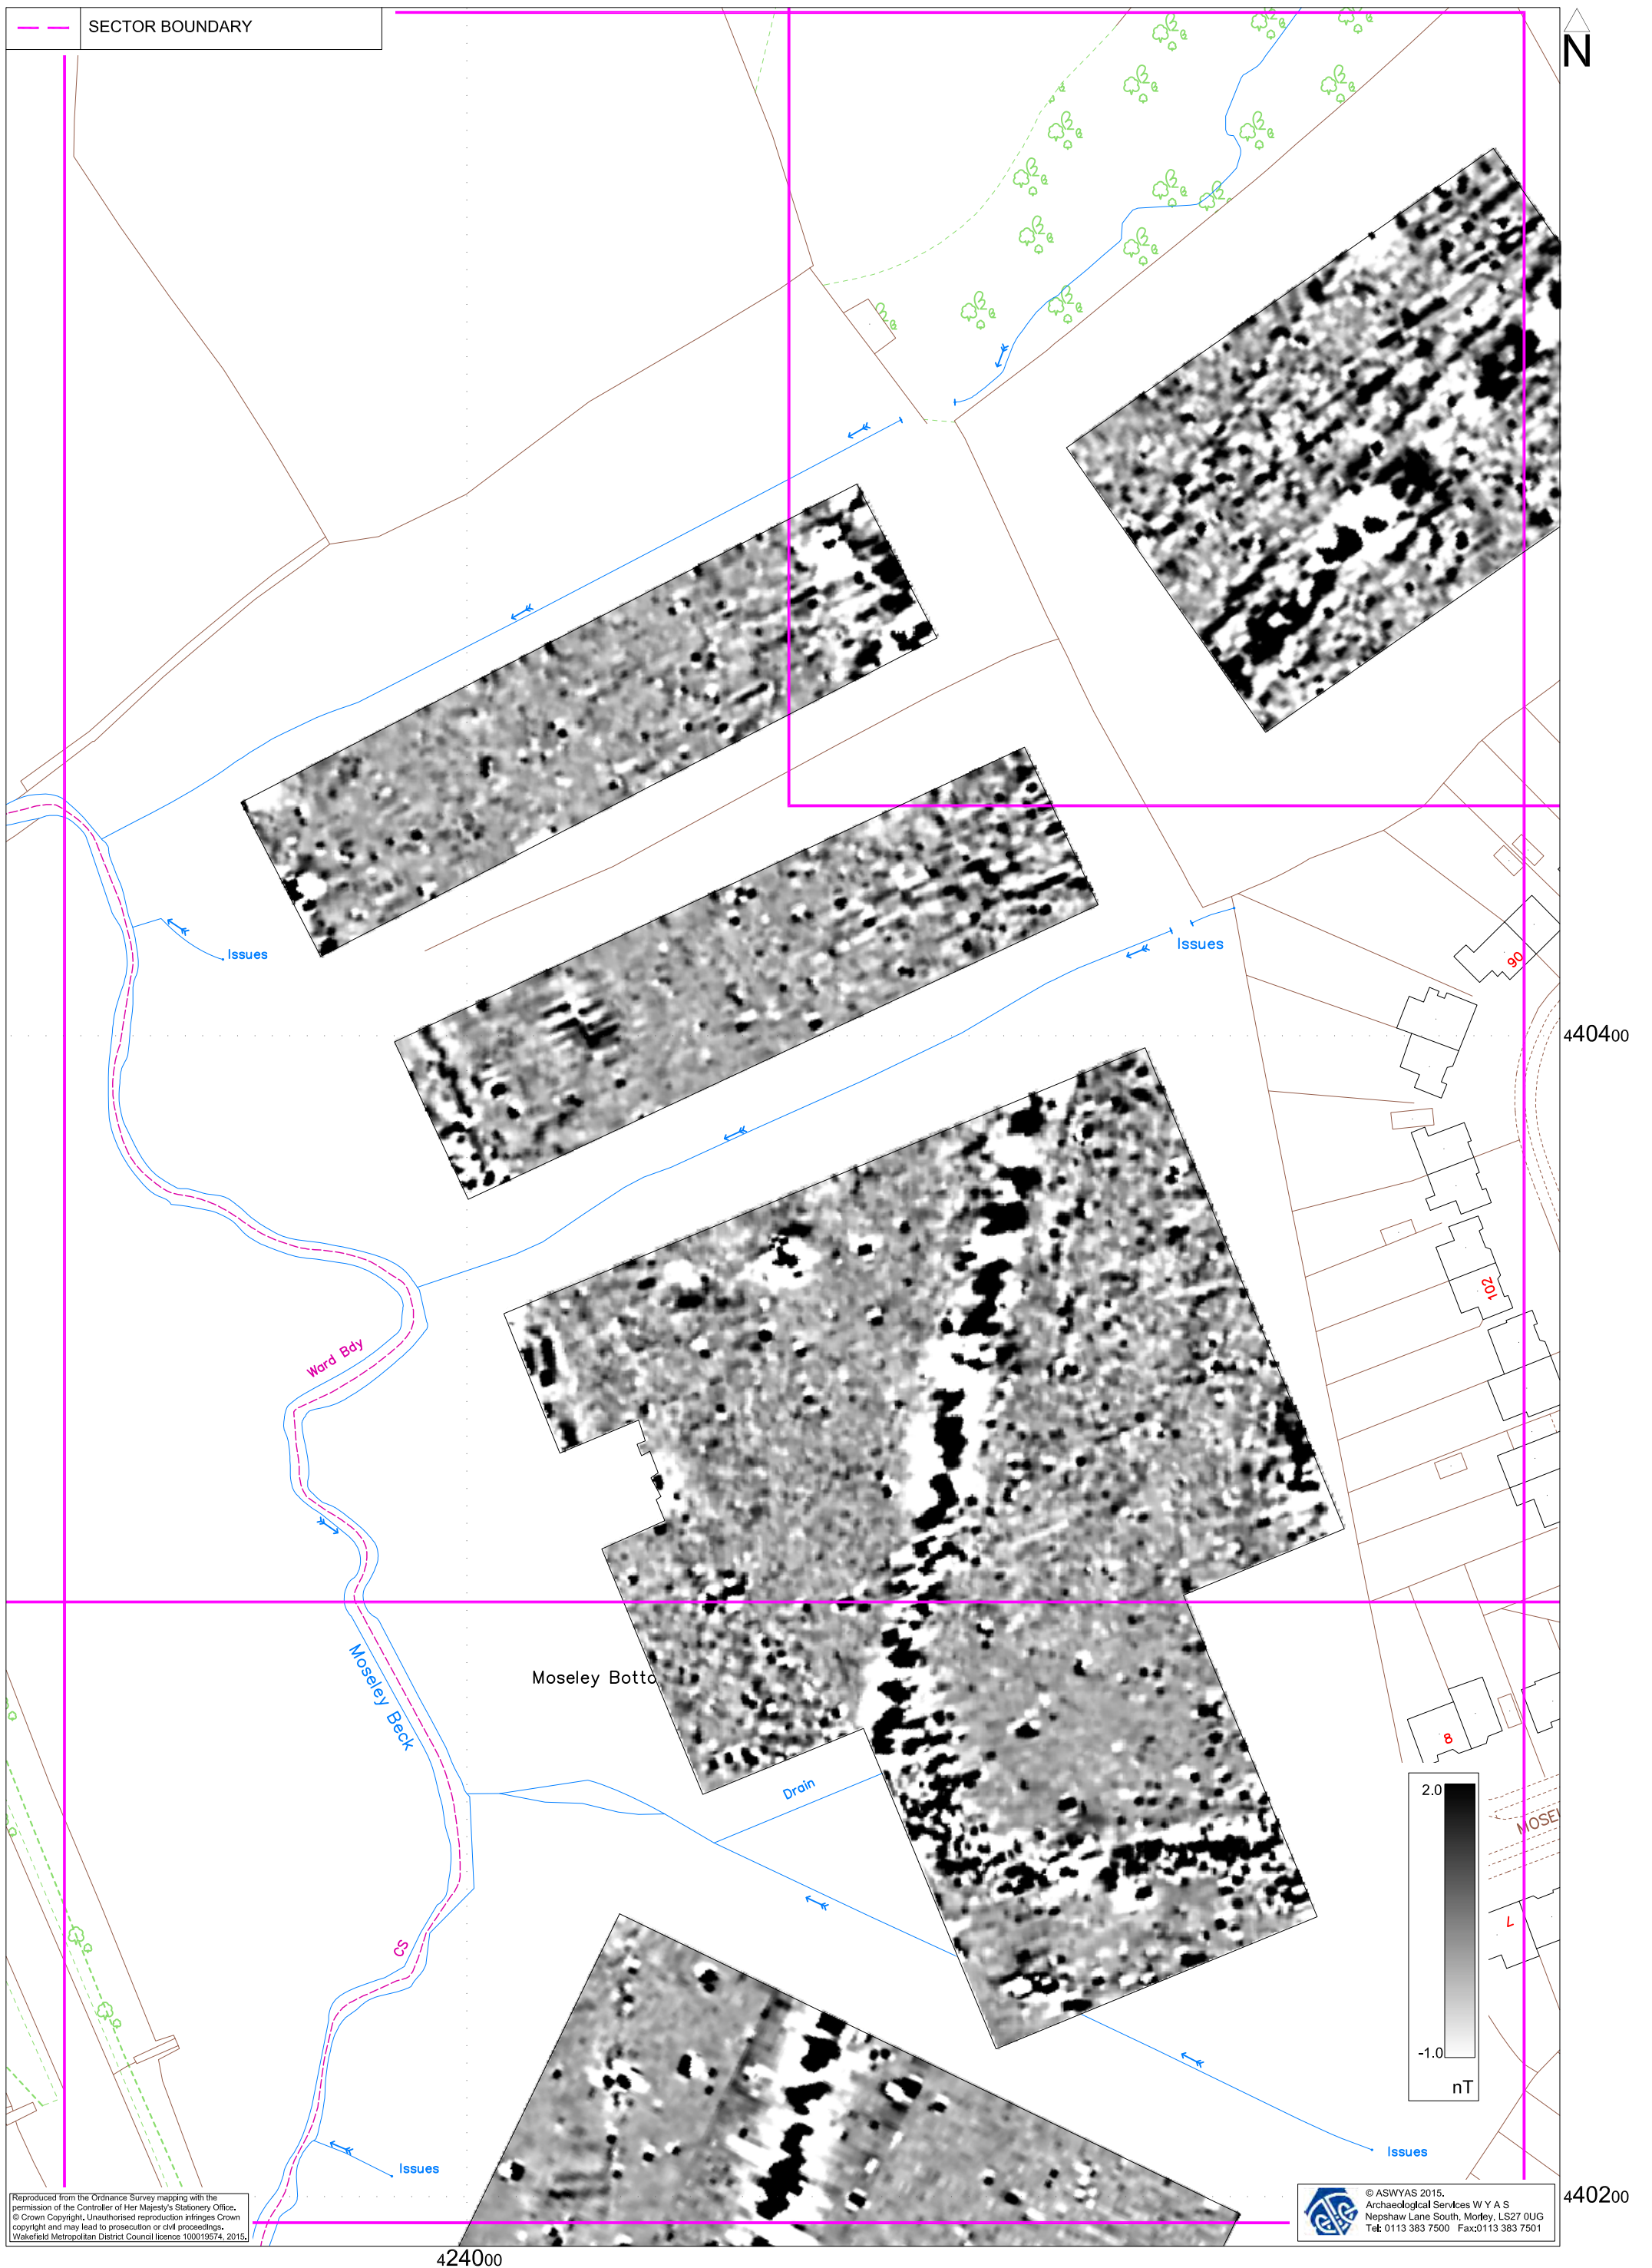 SECTOR BOUNDARY
N
Issues
Issues
90
440400
102
Ward Bdy
Moseley Beck
Moseley Botto
8
Drain
2.0
MOSEL
7
CS
-1.0
nT
Issues
Issues
440200
Reproduced from the Ordnance Survey mapping with the
permission of the Controller of Her Majesty's Stationery Office.
© Crown Copyright. Unauthorised reproduction infringes Crown
copyright and may lead to prosecution or civil proceedings.
Wakefield Metropolitan District Council licence 100019574, 2015.
© ASWYAS 2015.
Archaeological Services W Y A S
Nepshaw Lane South, Morley, LS27 0UG
Tel: 0113 383 7500 Fax:0113 383 7501
424000